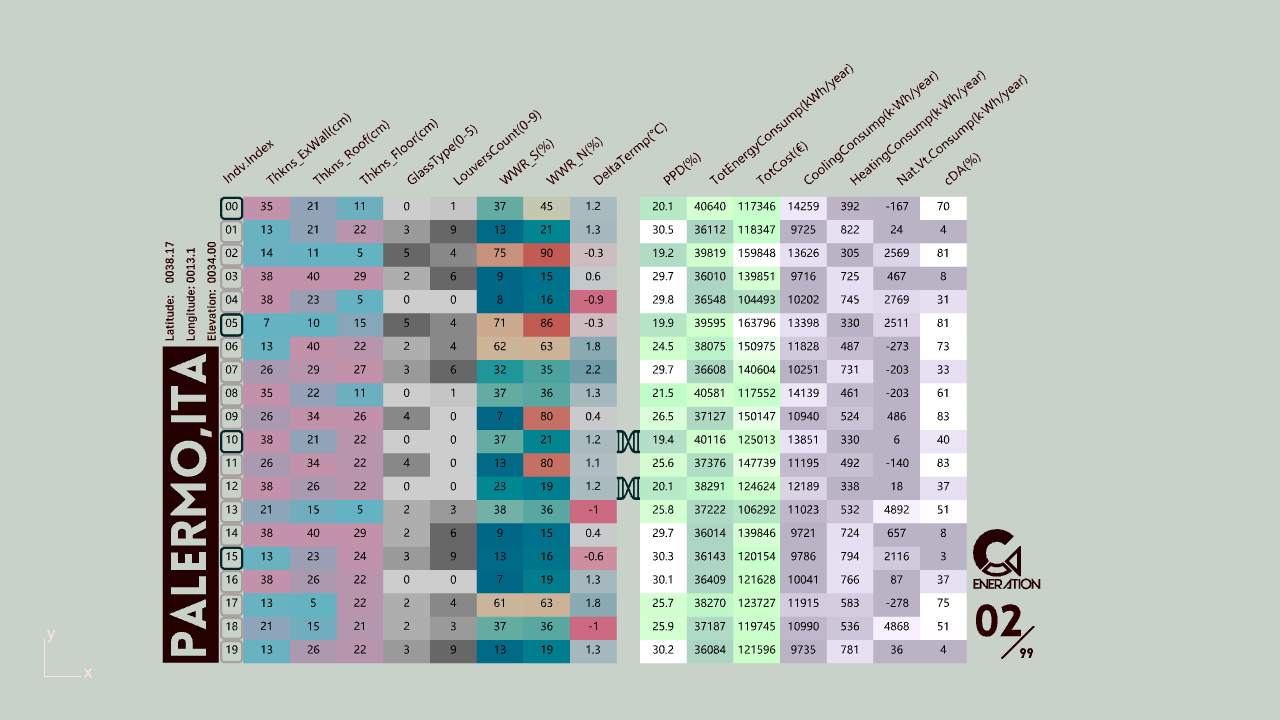 Indv.Index Thkns_ExWall(cm) Thkns_Roof(cm) Thkns_Floor(cm) GlassType(0-5) LouversCount(0-9) WWR_S(%) WWR_N(%) DeltaTermp(°C) PPD(%) TotEnergyConsump(kWh/year) TotCost(€) CoolingConsump(k·Wh/year) HeatingConsump(k·Wh/year) Nat.Vt.Consump(k·Wh/year) cDA(%)
00 35 21 11 0 1 37 45 1.2 20.1 40640 117346 14259 392 -167 70
01 13 21 22 3 9 13 21 1.3 30.5 36112 118347 9725 822 24 4
02 14 11 5 5 4 75 90 -0.3 19.2 39819 159848 13626 305 2569 81
03 38 40 29 2 6 9 15 0.6 29.7 36010 139851 9716 725 467 8
04 38 23 5 0 0 8 16 -0.9 29.8 36548 104493 10202 745 2769 31
05 7 10 15 5 4 71 86 -0.3 19.9 39595 163796 13398 330 2511 81
06 13 40 22 2 4 62 63 1.8 24.5 38075 150975 11828 487 -273 73
07 26 29 27 3 6 32 35 2.2 29.7 36608 140604 10251 731 -203 33
08 35 22 11 0 1 37 36 1.3 21.5 40581 117552 14139 461 -203 61
09 26 34 26 4 0 7 80 0.4 26.5 37127 150147 10940 524 486 83
10 38 21 22 0 0 37 21 1.2 19.4 40116 125013 13851 330 6 40
11 26 34 22 4 0 13 80 1.1 25.6 37376 147739 11195 492 -140 83
12 38 26 22 0 0 23 19 1.2 20.1 38291 124624 12189 338 18 37
13 21 15 5 2 3 38 36 -1 25.8 37222 106292 11023 532 4892 51
14 38 40 29 2 6 9 15 0.4 29.7 36014 139846 9721 724 657 8
15 13 23 24 3 9 13 16 -0.6 30.3 36143 120154 9786 794 2116 3
16 38 26 22 0 0 7 19 1.3 30.1 36409 121628 10041 766 87 37
17 13 5 22 2 4 61 63 1.8 25.7 38270 123727 11915 583 -278 75
18 21 15 21 2 3 37 36 -1 25.9 37187 119745 10990 536 4868 51
19 13 26 22 3 9 13 19 1.3 30.2 36084 121596 9735 781 36 4
Latitude: 0038.17
Longitude: 0013.1
Elevation: 0034.00
PALERMO,ITA
GENERATION
02/99
y
x